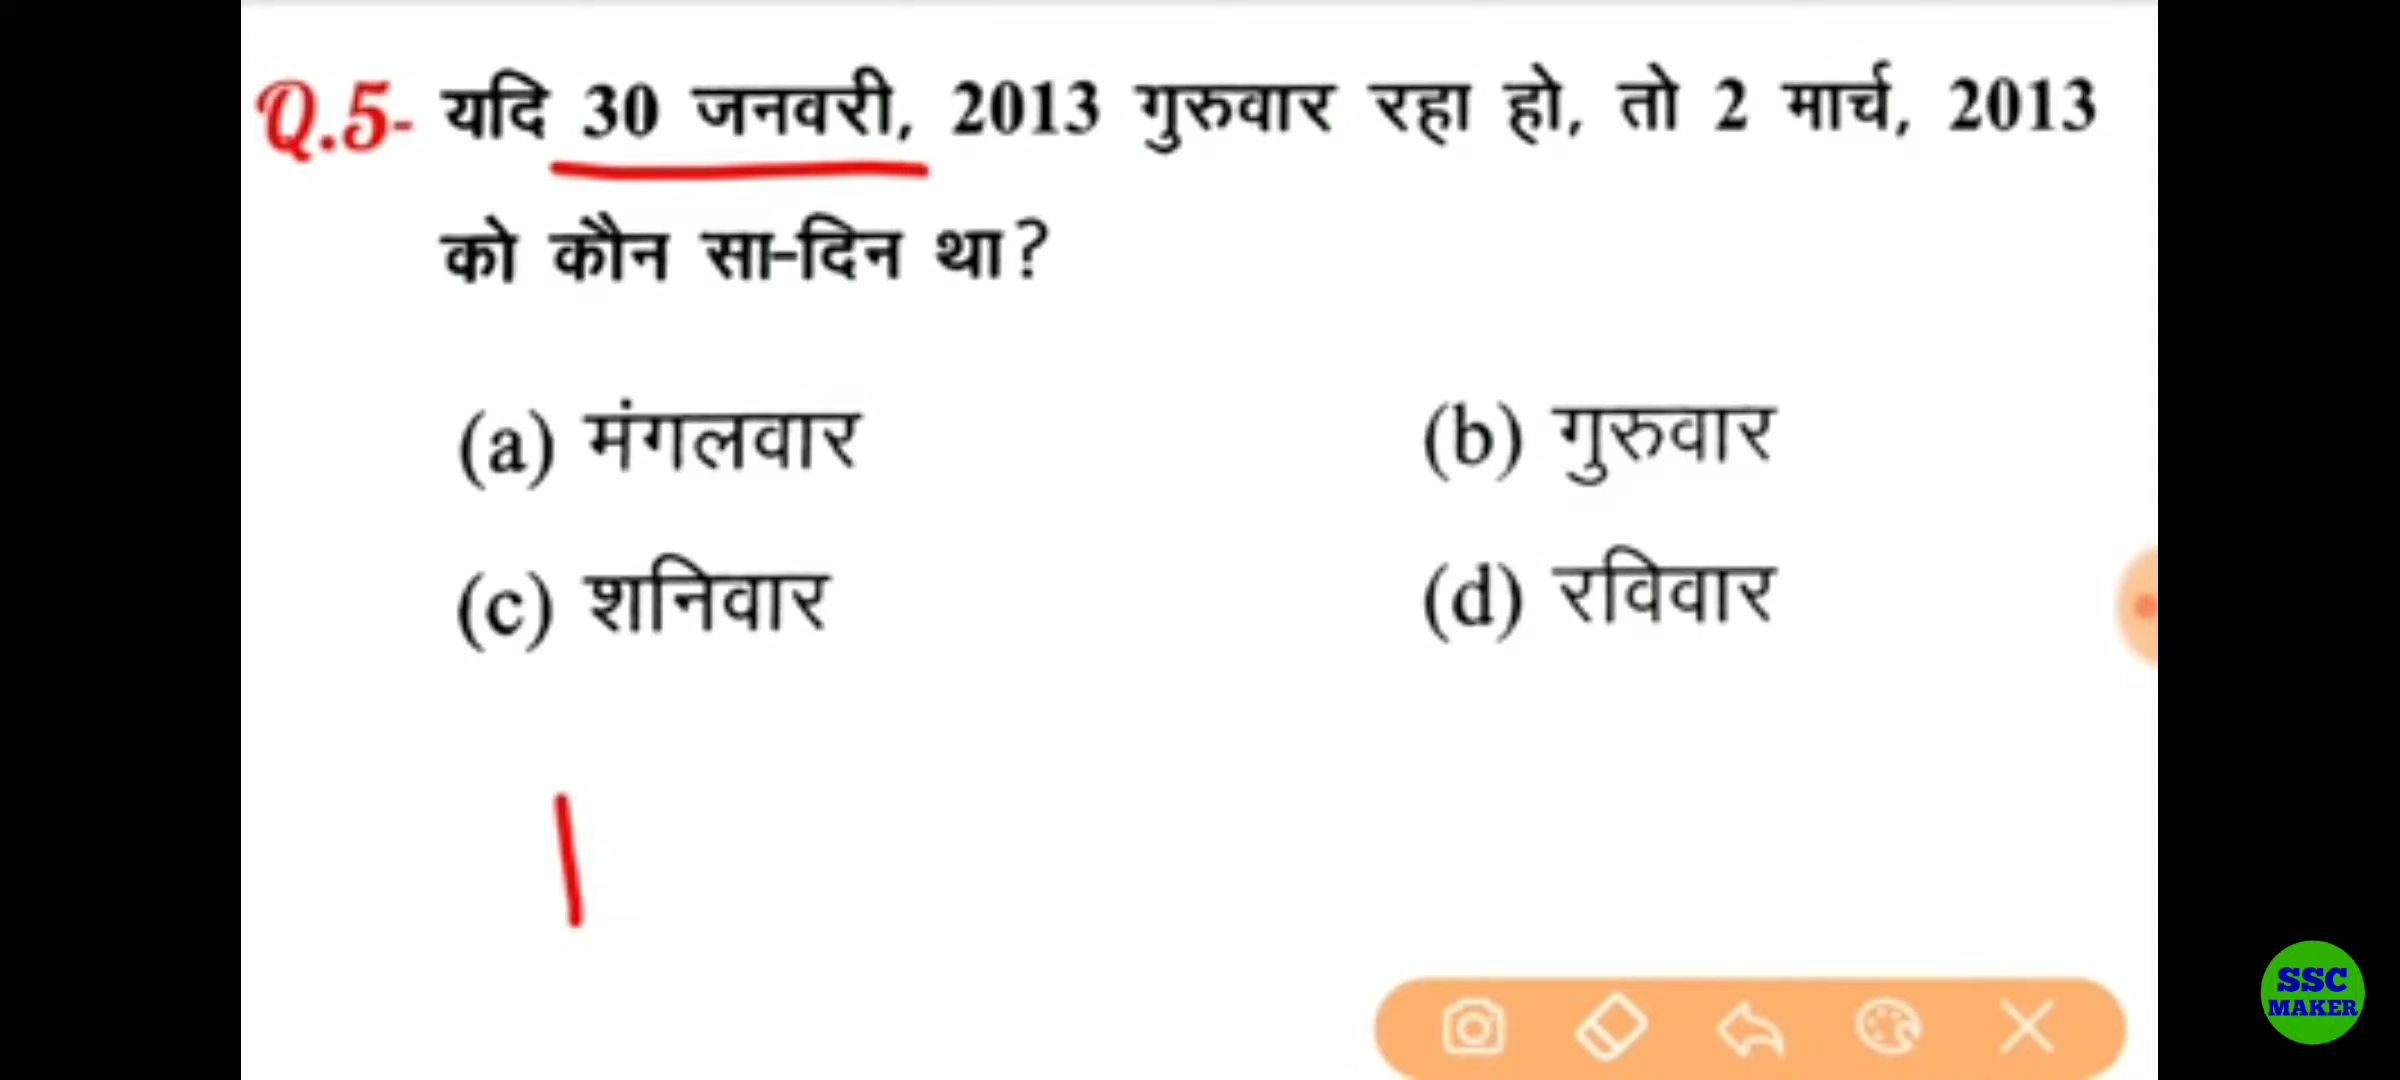 Q.5- यदि 30 जनवरी, 2013 गुरुवार रहा हो, तो 2 मार्च, 2013
को कौन सा-दिन था?
(a) मंगलवार (b) गुरुवार
(c) शनिवार (d) रविवार
SSC
MAKER